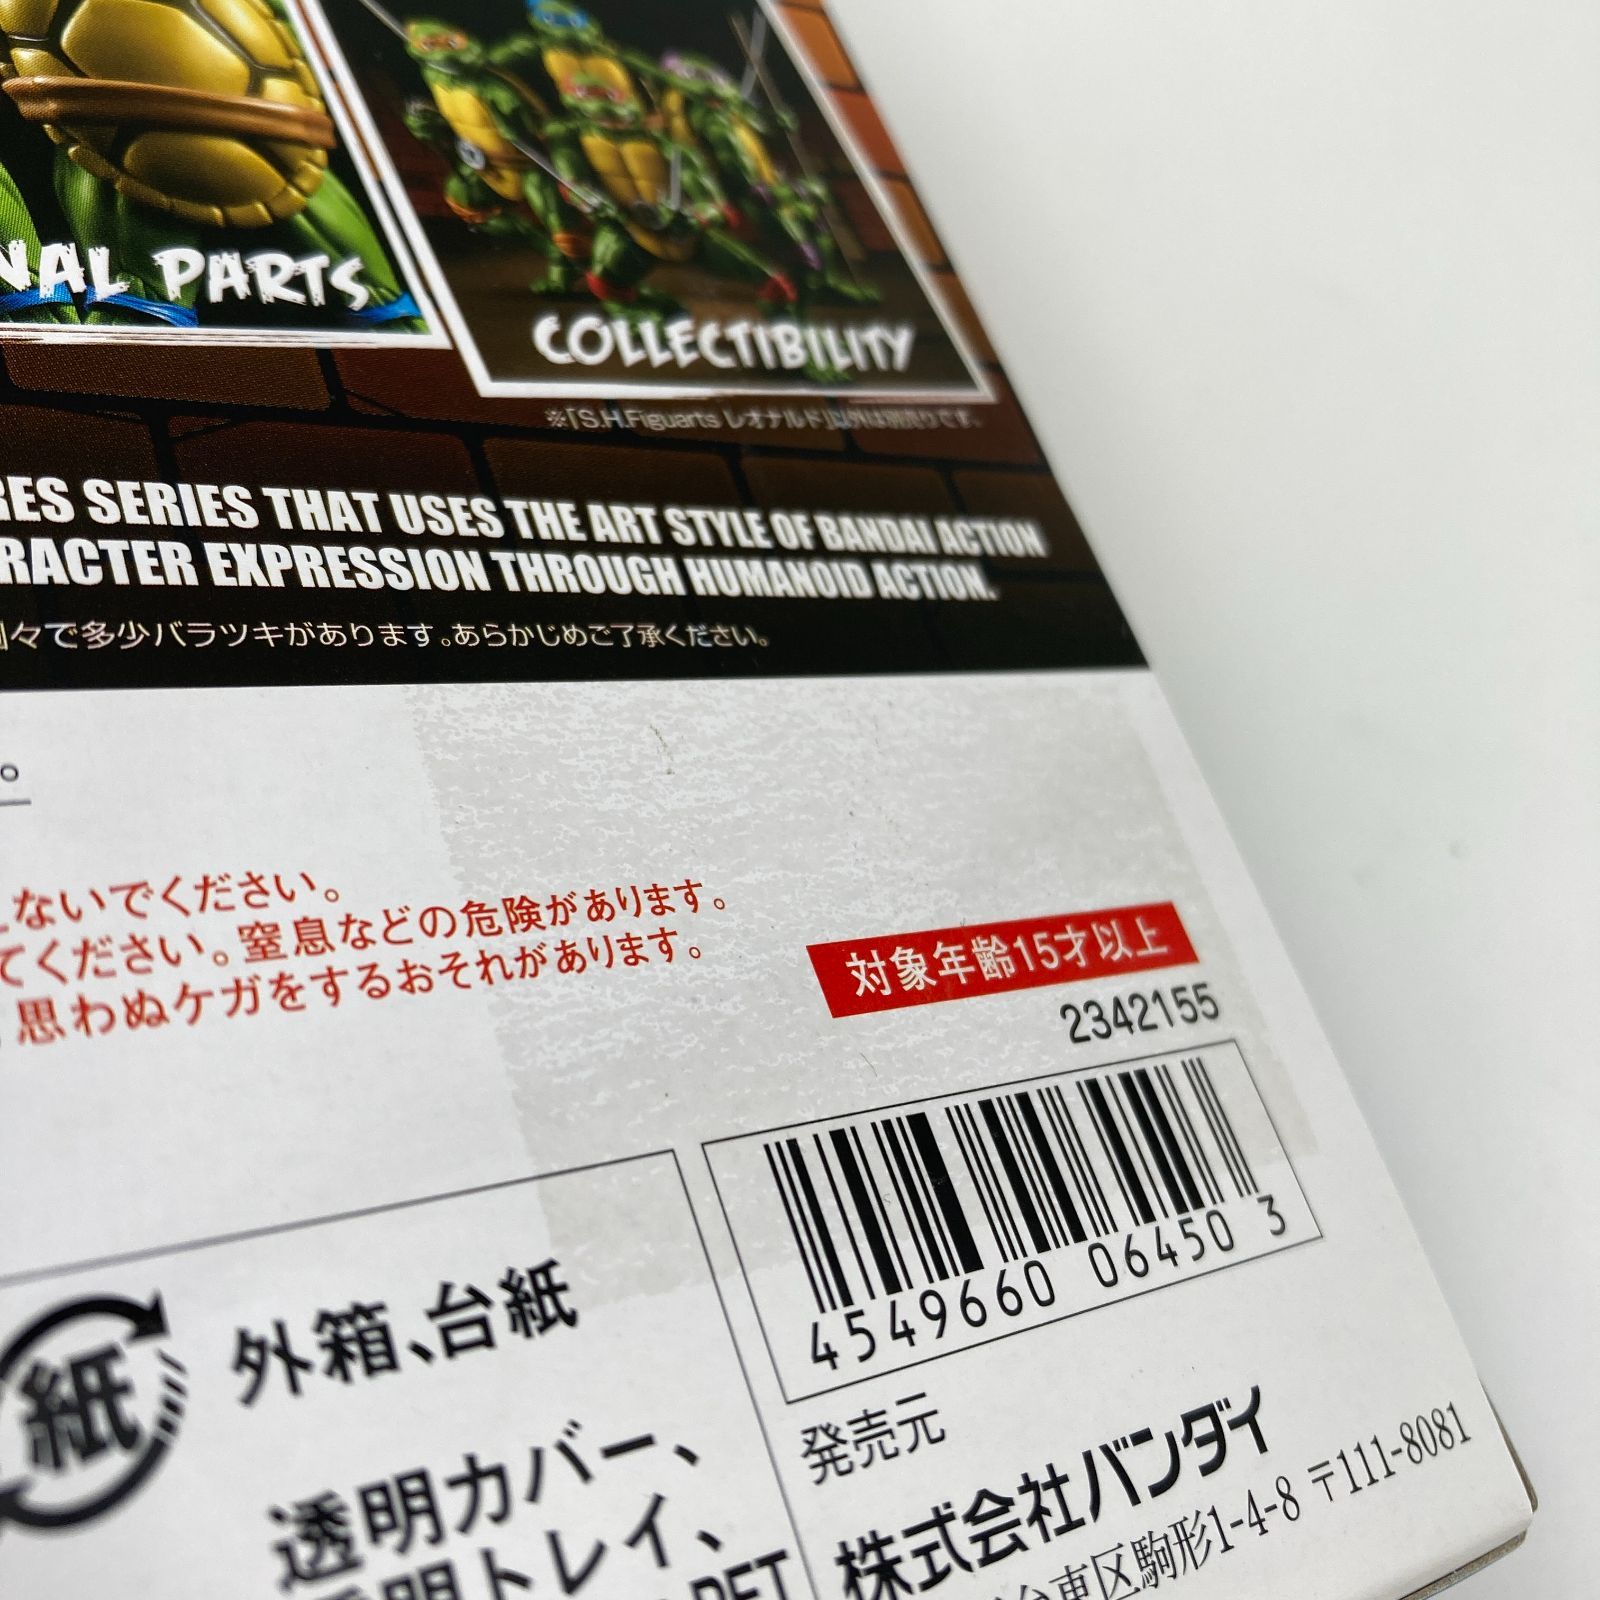 NAL PARTS
COLLECTIBILITY
※「S.H.Figuarts レオナルド」以外は別売りです。
SERIES THAT USES THE ART STYLE OF BANDAI ACTION
EXPRESSION THROUGH HUMANOID ACTION.
々で多少バラツキがあります。あらかじめご了承ください。
。
ないでください。
てください。窒息などの危険があります。
思わぬケガをするおそれがあります。
対象年齢15才以上
2342155
4549660 06450 3
紙
外箱、台紙
透明カバー、
トレイ、
PET
発売元
株式会社バンダイ
台東区駒形1-4-8 〒111-8081